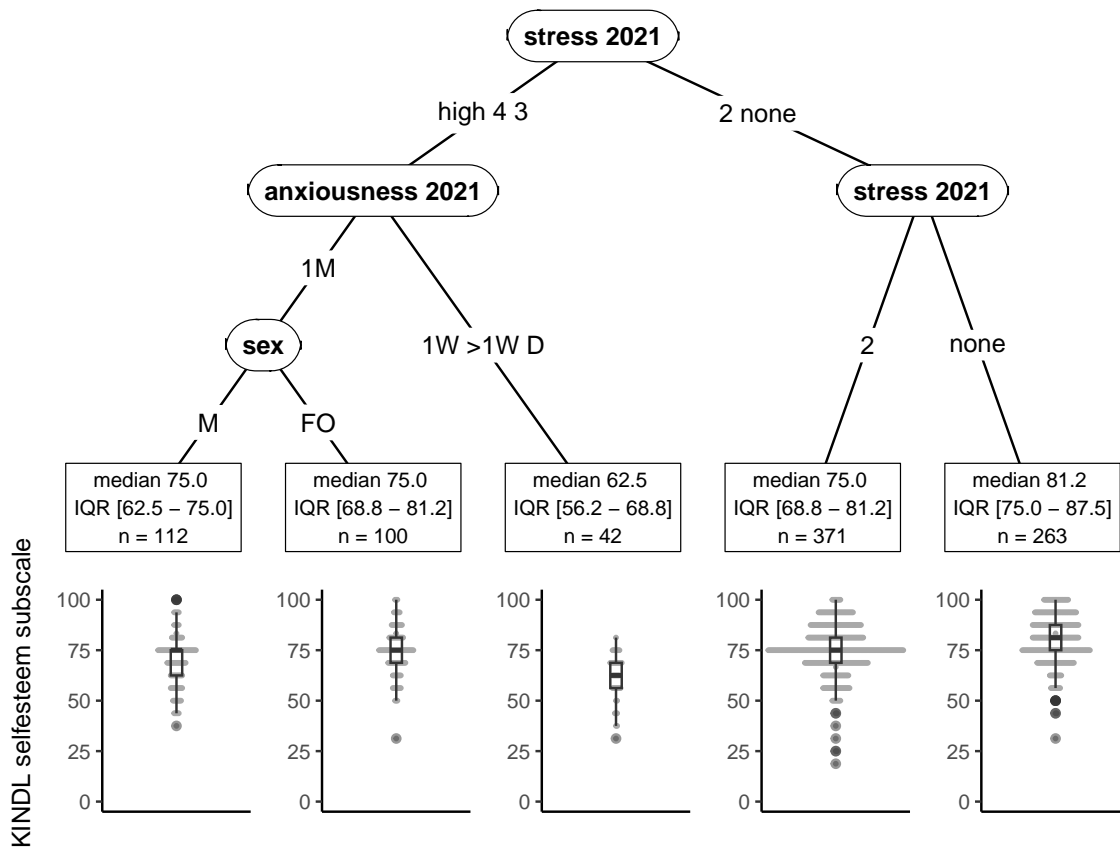 stress 2021
high 4 3
2 none
anxiousness 2021
stress 2021
1M
sex
1W >1W D
2
none
M
FO
median 75.0
IQR [62.5 – 75.0]
n = 112
median 75.0
IQR [68.8 – 81.2]
n = 100
median 62.5
IQR [56.2 – 68.8]
n = 42
median 75.0
IQR [68.8 – 81.2]
n = 371
median 81.2
IQR [75.0 – 87.5]
n = 263
KINDL selfesteem subscale
100
75
50
25
0
100
75
50
25
0
100
75
50
25
0
100
75
50
25
0
100
75
50
25
0